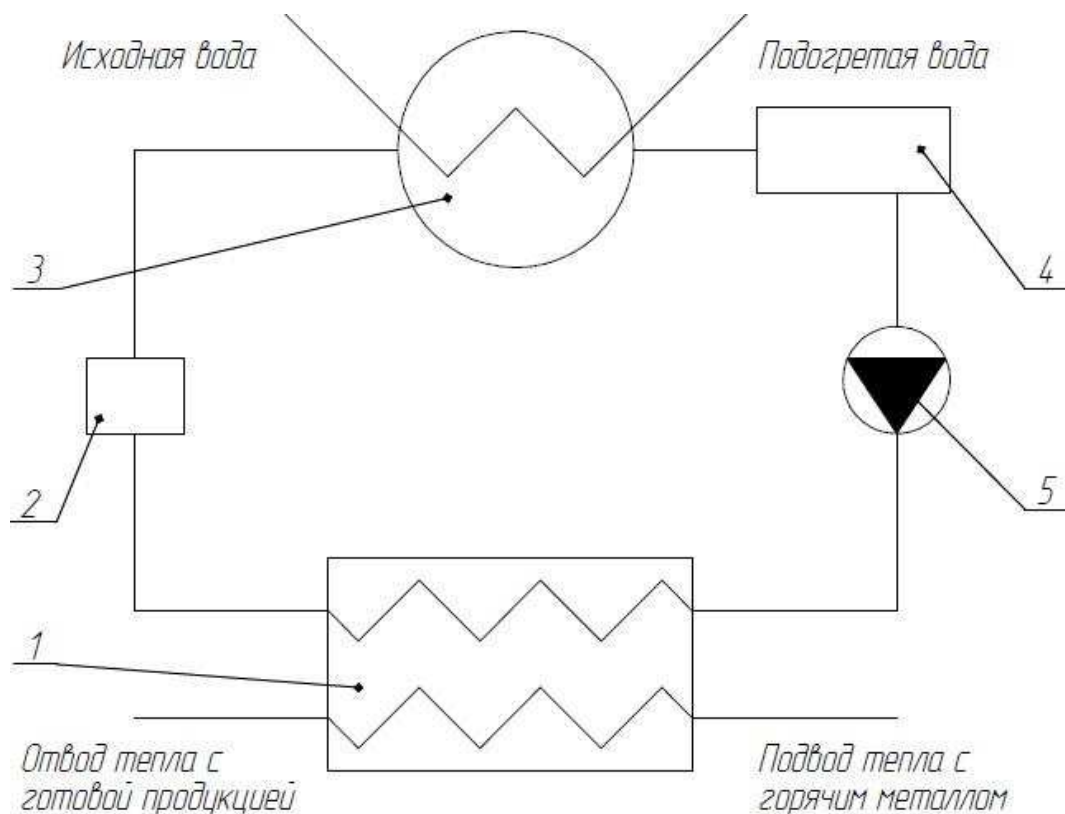 Исходная вода
Подогретая вода
3
4
2
5
1
Отвод тепла с
готовой продукцией
Подвод тепла с
горячим металлом